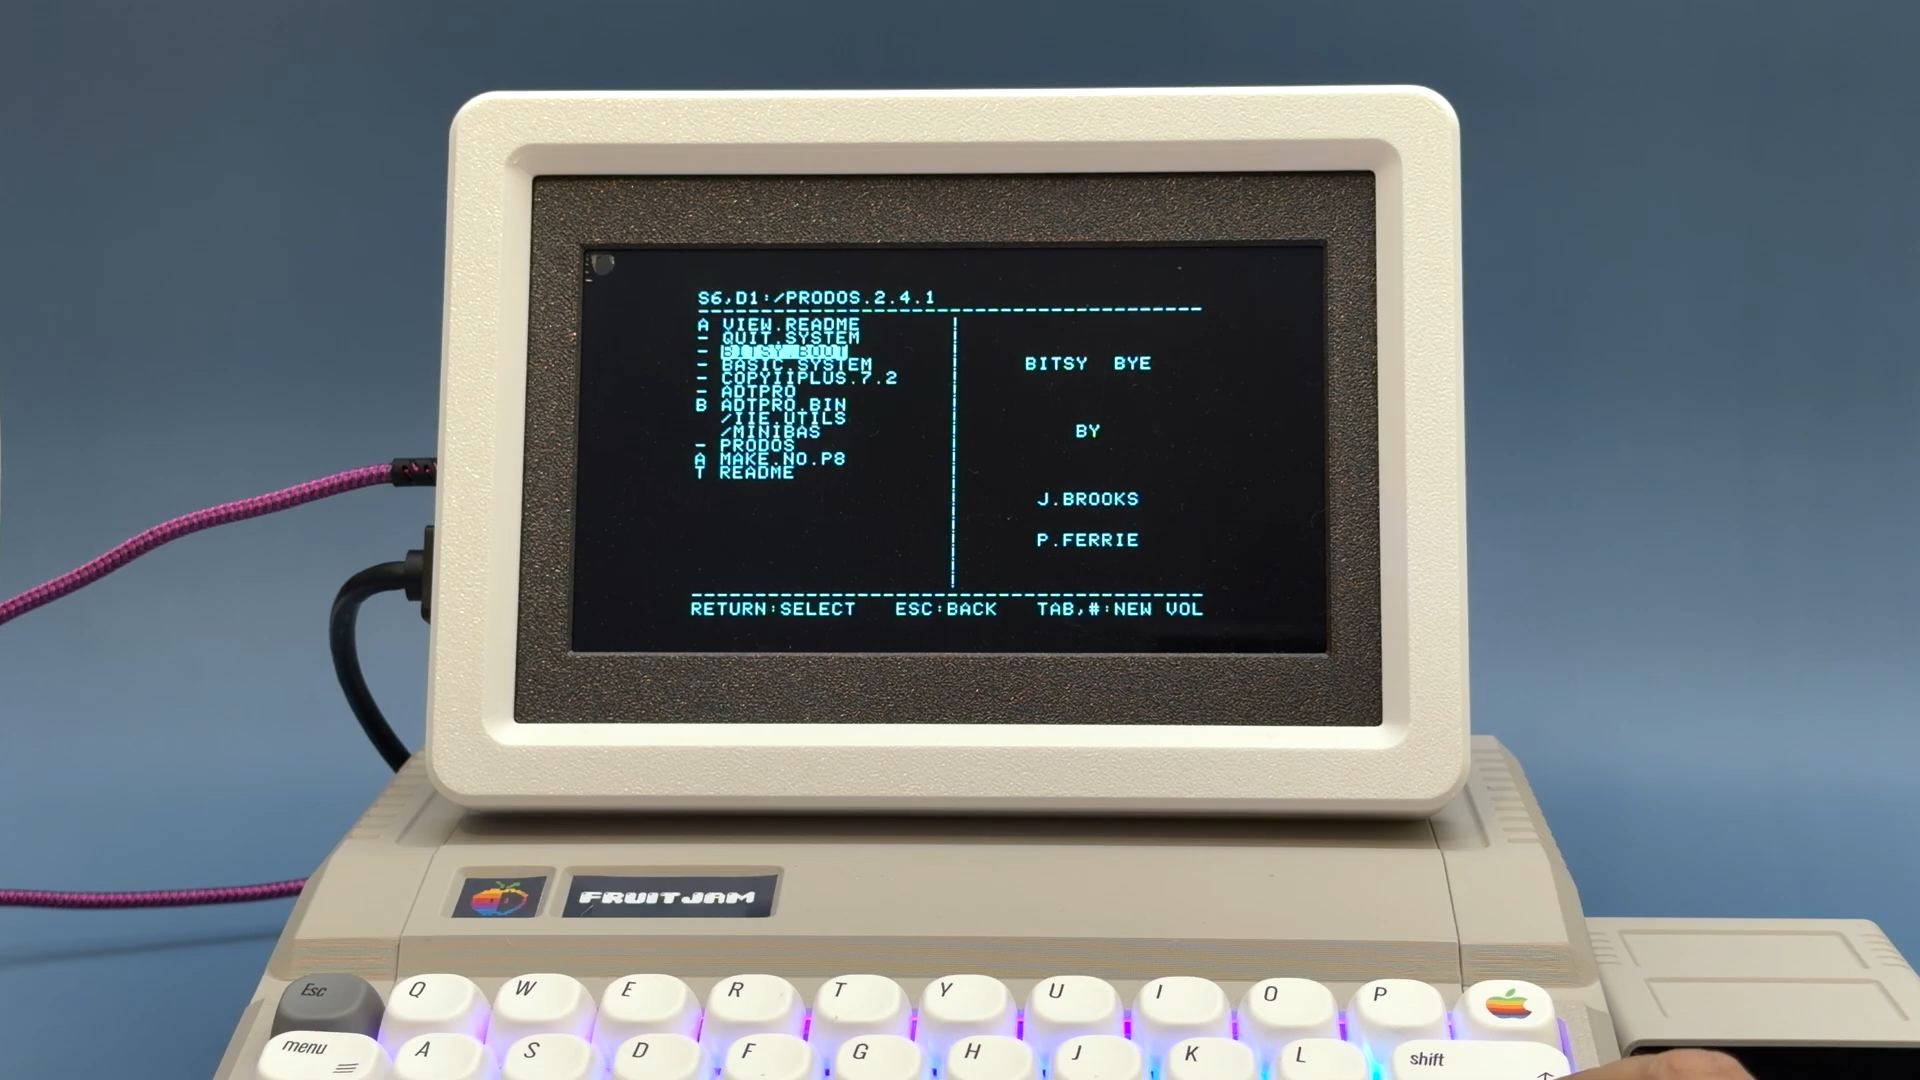 S6,D1:/PRODOS.2.4.1
A VIEW.README
- QUIT.SYSTEM
- BITSY.BOOT
- BASIC.SYSTEM
- COPYIIPLUS.7.2
- ADTPRO
B ADTPRO.BIN
/IIE.UTILS
/MINIBAS
- PRODOS
A MAKE.NO.P8
T README
BITSY BYE
BY
J.BROOKS
P.FERRIE
RETURN:SELECT ESC:BACK TAB,#:NEW VOL
FRUIT JAM
Esc Q W E R T Y U I O P
menu A S D F G H J K L shift